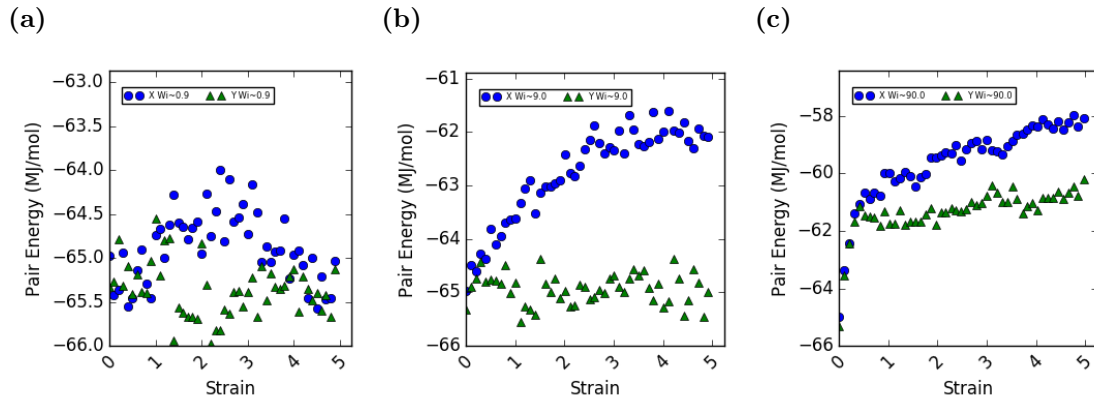 (a) (b) (c)
Pair Energy (MJ/mol)
−63.0
−63.5
−64.0
−64.5
−65.0
−65.5
−66.0
X Wi~0.9 Y Wi~0.9
0 1 2 3 4 5
Strain
Pair Energy (MJ/mol)
−61
−62
−63
−64
−65
−66
X Wi~9.0 Y Wi~9.0
0 1 2 3 4 5
Strain
Pair Energy (MJ/mol)
−58
−60
−62
−64
−66
X Wi~90.0 Y Wi~90.0
0 1 2 3 4 5
Strain